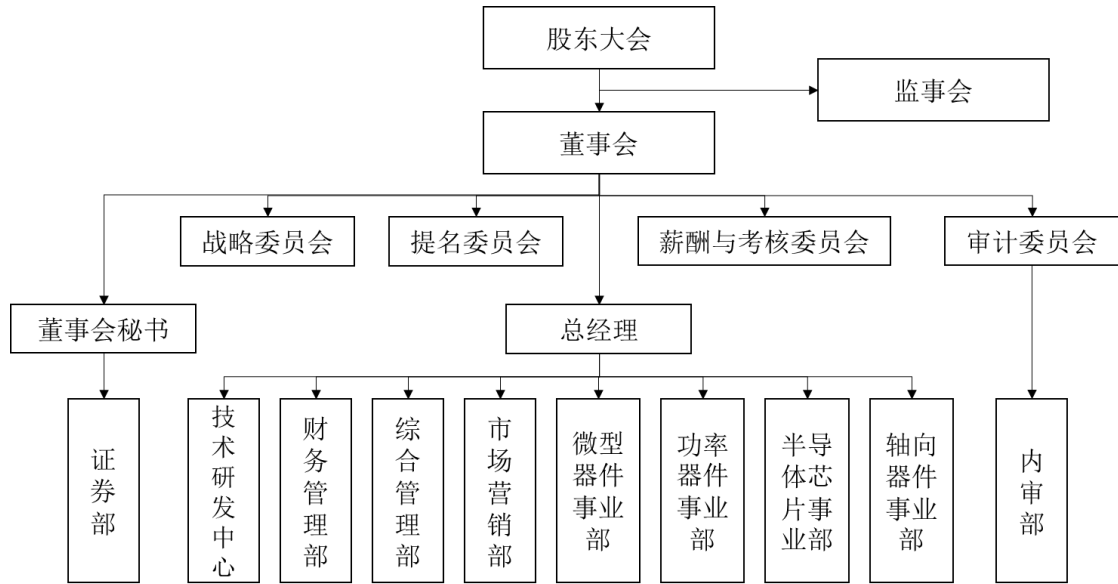 股东大会
监事会
董事会
战略委员会
提名委员会
薪酬与考核委员会
审计委员会
董事会秘书
总经理
证券部
技术研发中心
财务管理部
综合管理部
市场营销部
微型器件事业部
功率器件事业部
半导体芯片事业部
轴向器件事业部
内审部